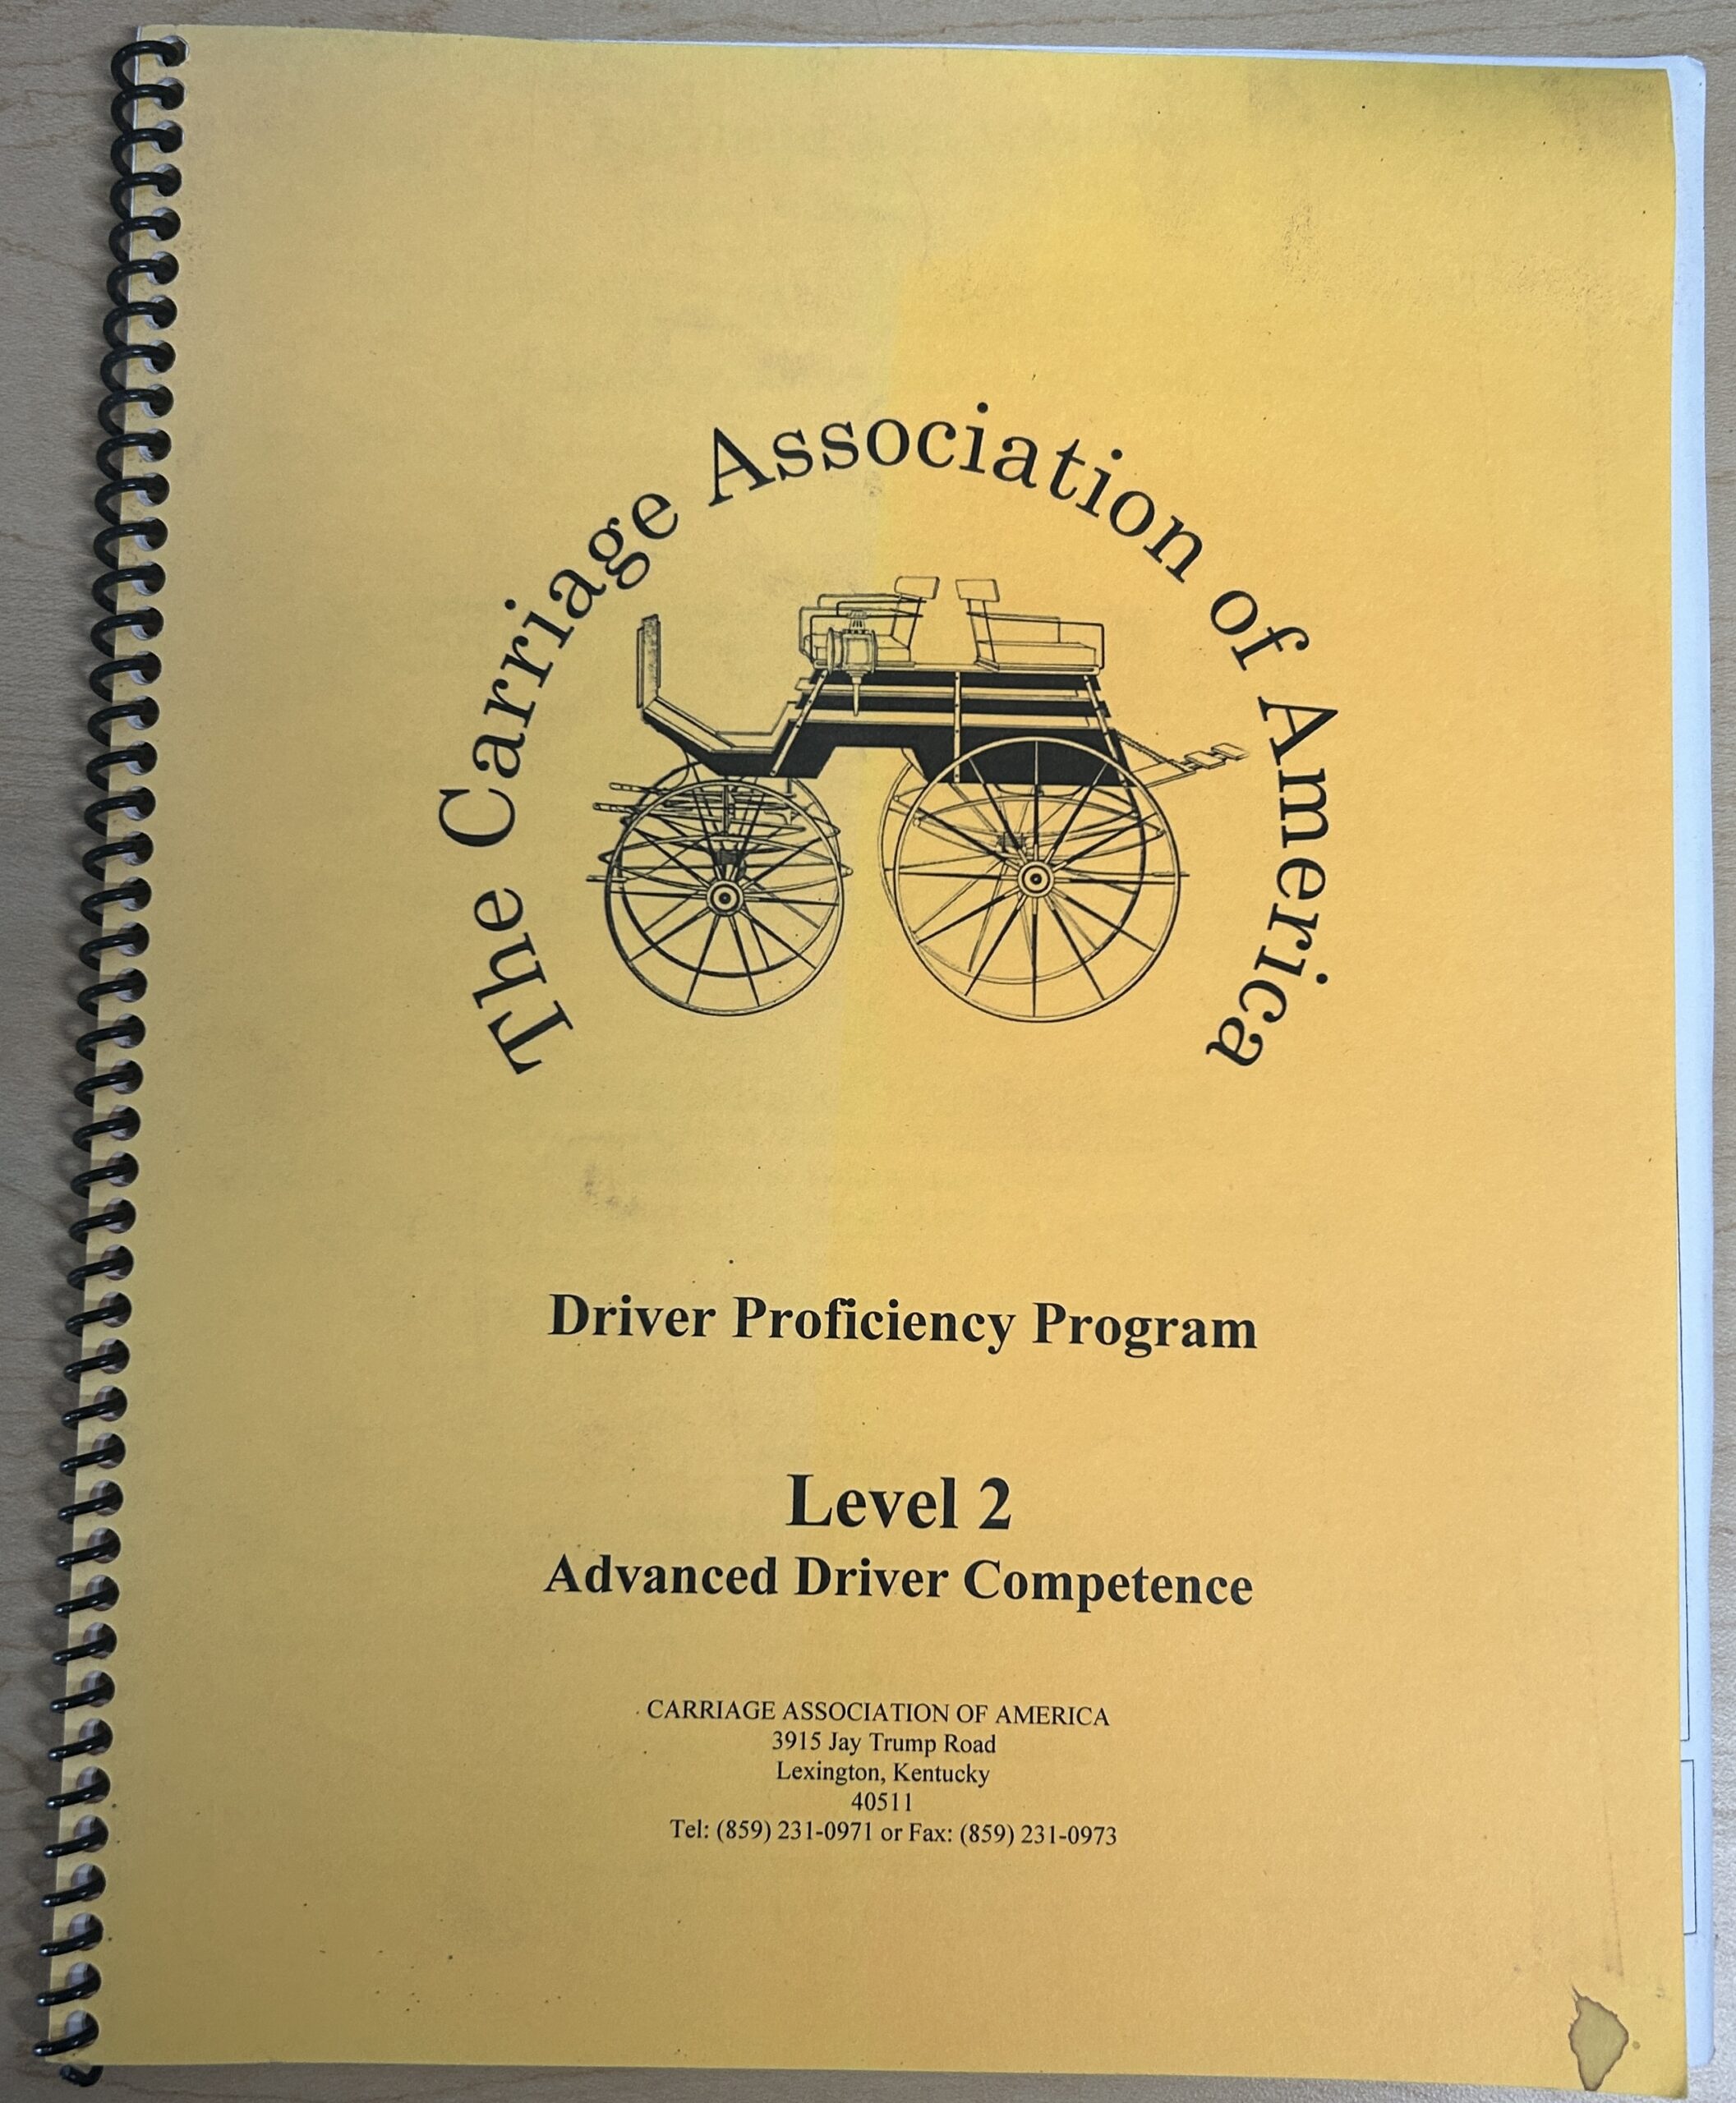 The Carriage Association of America
Driver Proficiency Program
Level 2
Advanced Driver Competence
CARRIAGE ASSOCIATION OF AMERICA
3915 Jay Trump Road
Lexington, Kentucky
40511
Tel: (859) 231-0971 or Fax: (859) 231-0973